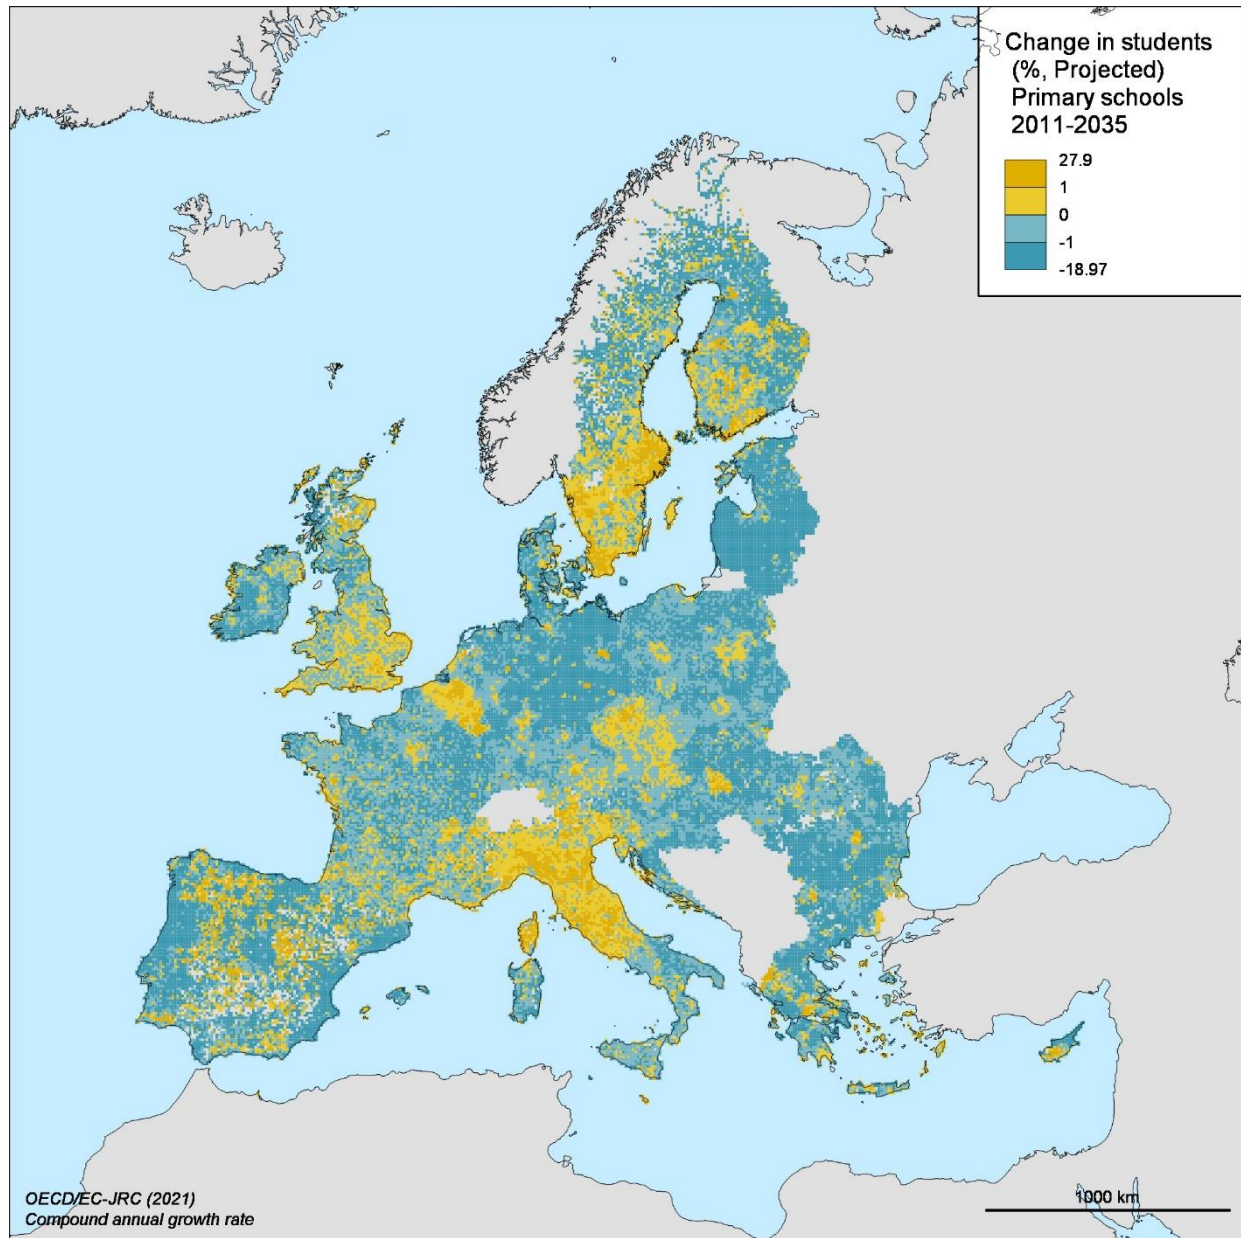 Change in students
(%, Projected)
Primary schools
2011-2035
27.9
1
0
-1
-18.97
OECD/EC-JRC (2021)
Compound annual growth rate
1000 km